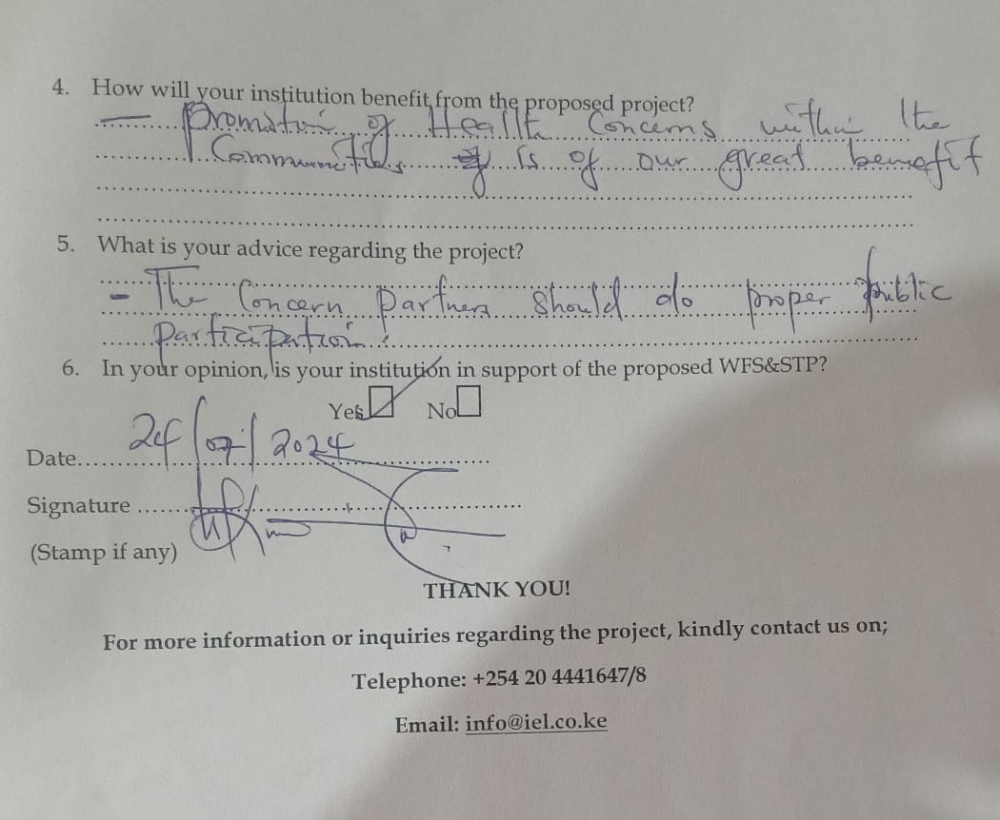 4. How will your institution benefit from the proposed project?
— Promotion of Health Concerns within the
Communities is of our great benefit
5. What is your advice regarding the project?
- The Concern Partners should do proper public
Participation.
6. In your opinion, is your institution in support of the proposed WFS&STP?
Yes No
Date 24/07/2024
Signature
(Stamp if any)
THANK YOU!
For more information or inquiries regarding the project, kindly contact us on;
Telephone: +254 20 4441647/8
Email: info@iel.co.ke